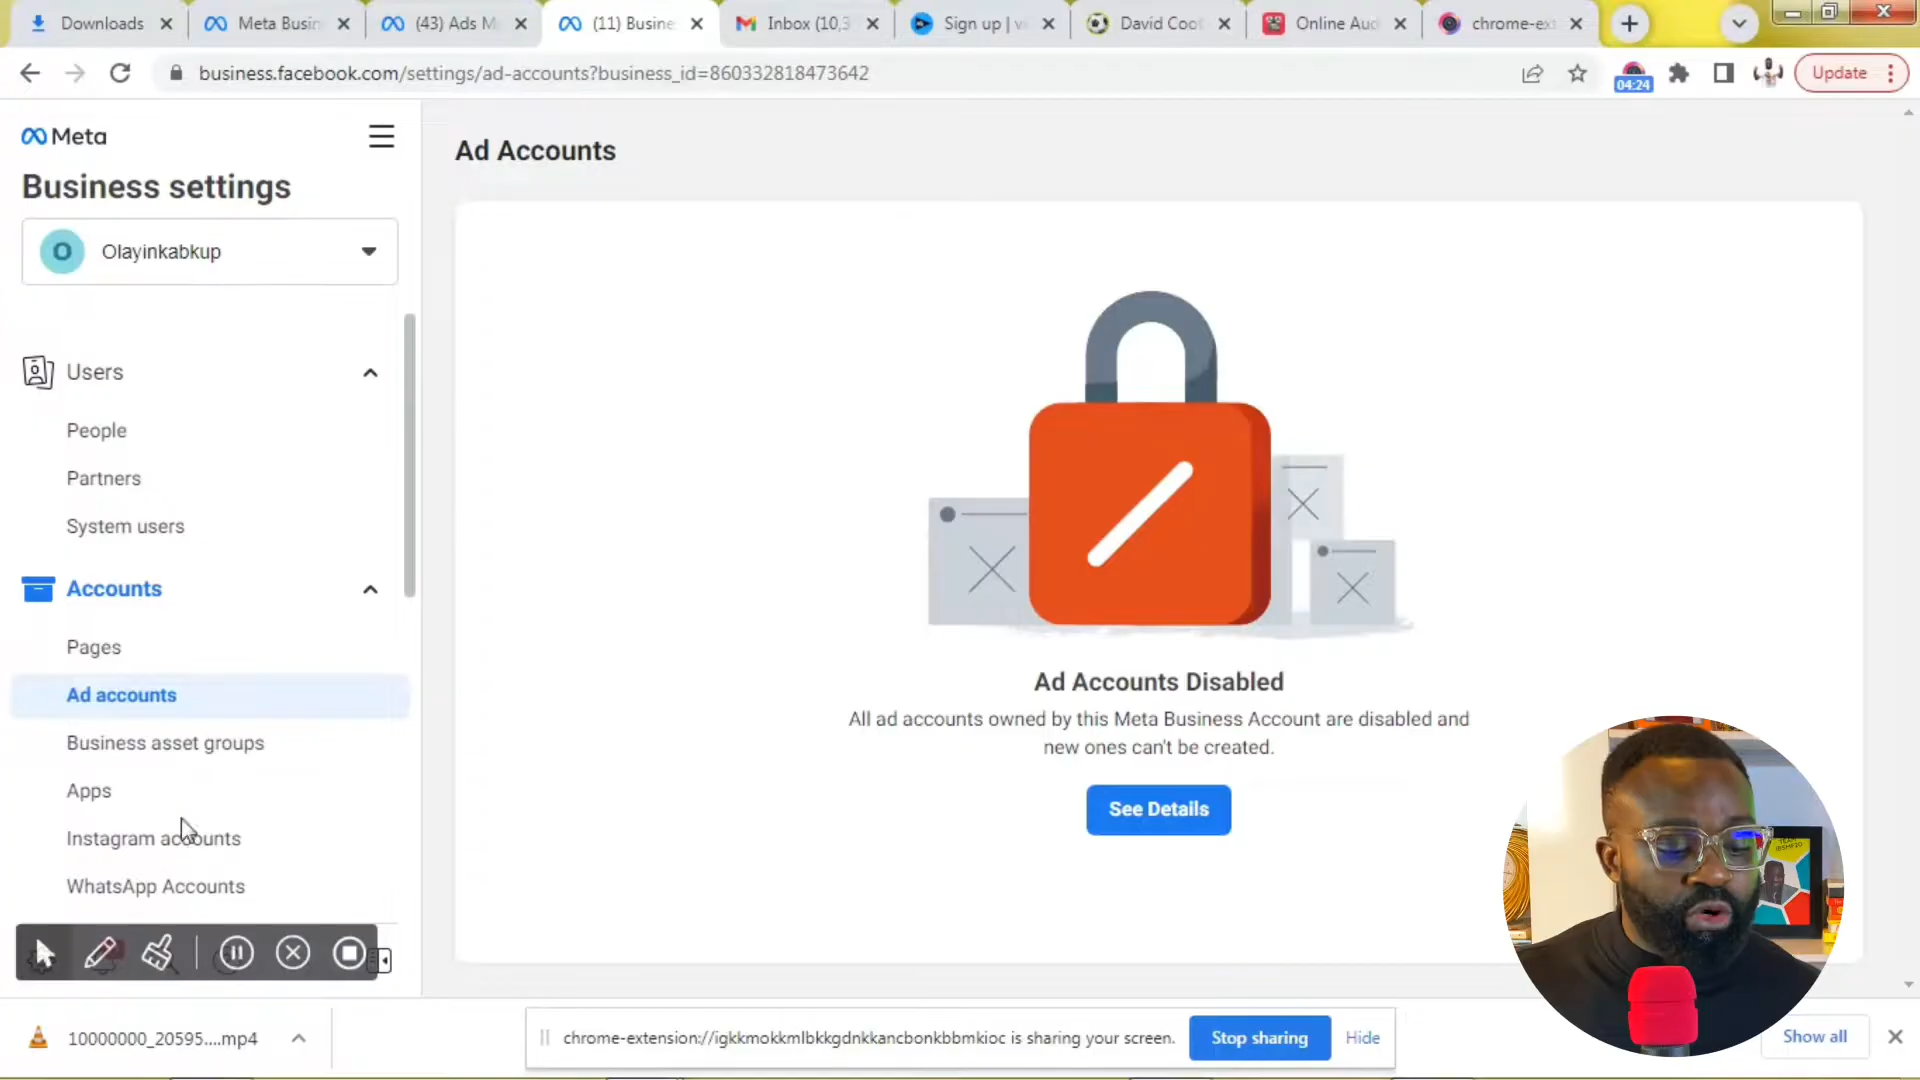 Downloads
Meta Busin
(43) Ads M
(11) Busine
Inbox (10,3
Sign up | v
David Coot
Online Aud
chrome-ext
business.facebook.com/settings/ad-accounts?business_id=860332818473642
04:24
Update
Meta
Business settings
O
Olayinkabkup
Users
People
Partners
System users
Accounts
Pages
Ad accounts
Business asset groups
Apps
Instagram accounts
WhatsApp Accounts
Ad Accounts
Ad Accounts Disabled
All ad accounts owned by this Meta Business Account are disabled and
new ones can't be created.
See Details
10000000_20595....mp4
chrome-extension://igkkmokkmlbkkgdnkkancbonkbbmkioc is sharing your screen.
Stop sharing
Hide
Show all